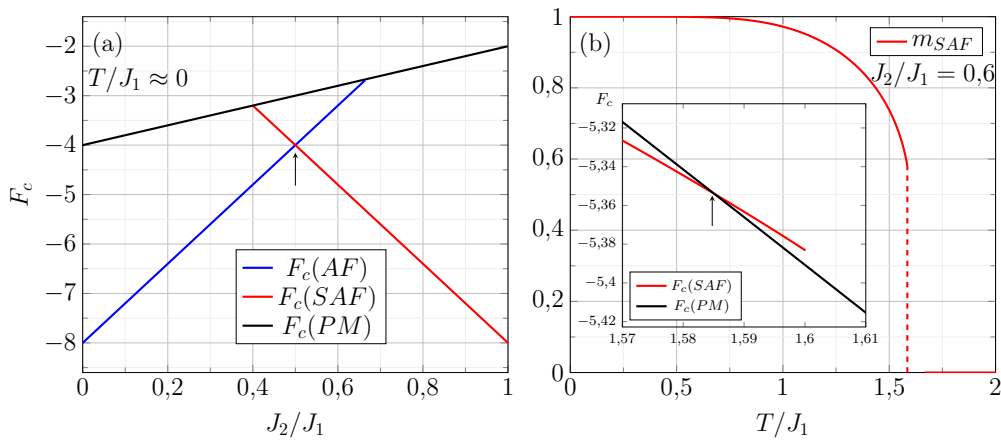 (a)
T/J₁ ≈ 0
F_c
−2
−3
−4
−5
−6
−7
−8
0
0,2
0,4
0,6
0,8
1
J₂/J₁
F_c(AF)
F_c(SAF)
F_c(PM)
(b)
m_SAF
J₂/J₁ = 0,6
1
0,8
0,6
0,4
0,2
0
0
0,5
1
1,5
2
T/J₁
F_c
−5,32
−5,34
−5,36
−5,38
−5,4
−5,42
1,57
1,58
1,59
1,6
1,61
F_c(SAF)
F_c(PM)